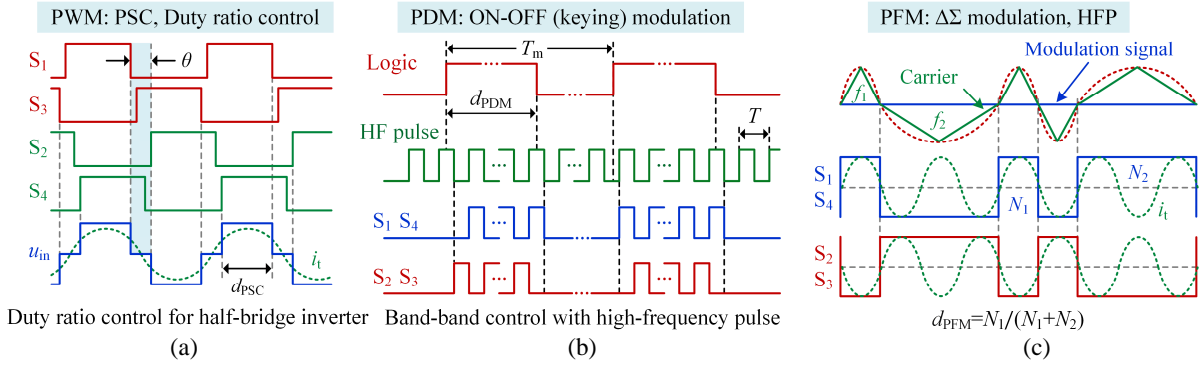 PWM: PSC, Duty ratio control
S1
θ
S3
S2
S4
uin
it
dPSC
Duty ratio control for half-bridge inverter
(a)
PDM: ON-OFF (keying) modulation
Tm
Logic
dPDM
HF pulse
T
S1 S4
S2 S3
Band-band control with high-frequency pulse
(b)
PFM: ΔΣ modulation, HFP
Modulation signal
Carrier
f1
f2
S1
S4
N1
N2
it
S2
S3
dPFM=N1/(N1+N2)
(c)